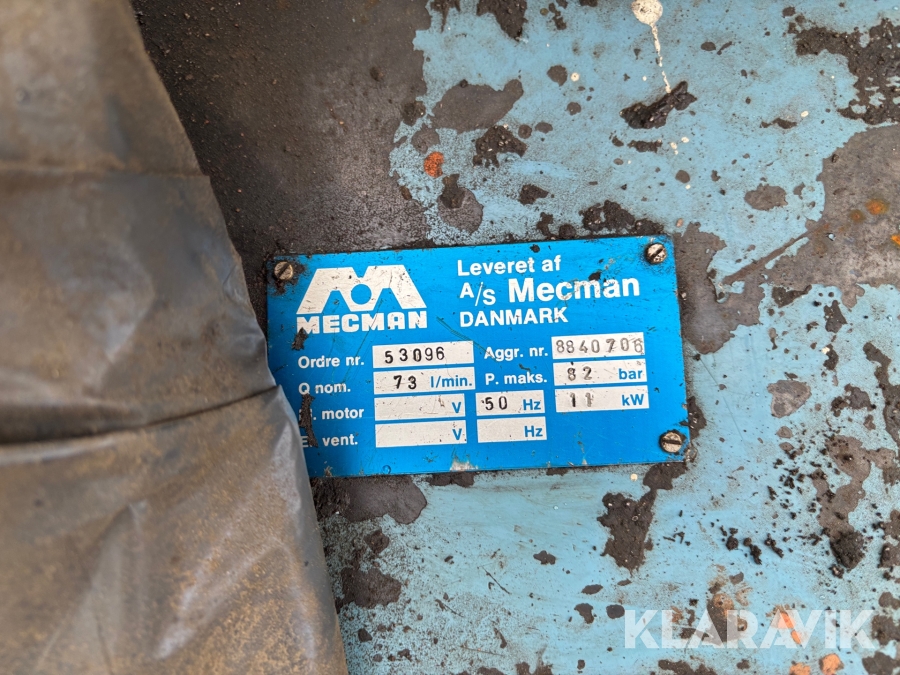 MECMAN
Leveret af
A/S Mecman
DANMARK
Ordre nr. 53096 Aggr. nr. 8840706
Q nom. 73 l/min. P. maks. 82 bar
motor V 50 Hz 11 kW
vent. V Hz
KLARAVIK